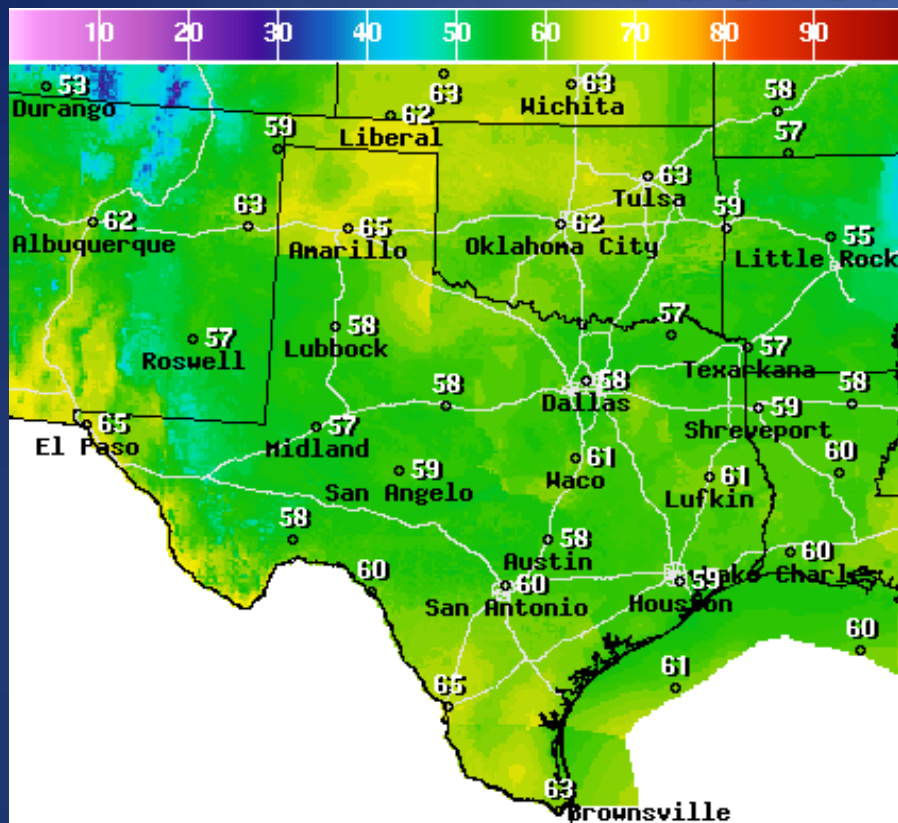 10 20 30 40 50 60 70 80 90
63
53 Durango
63 Wichita
58
62 Liberal
59
57
63 Tulsa
62 Albuquerque
63
65 Amarillo
62 Oklahoma City
59
55 Little Rock
57 Roswell
58 Lubbock
57
57 Texarkana
58 Dallas
58
58
59 Shreveport
65 El Paso
57 Midland
59 San Angelo
61 Waco
61 Lufkin
60
58
58 Austin
60
Lake Charles
60
60 San Antonio
59 Houston
60
61
65
63 Brownsville